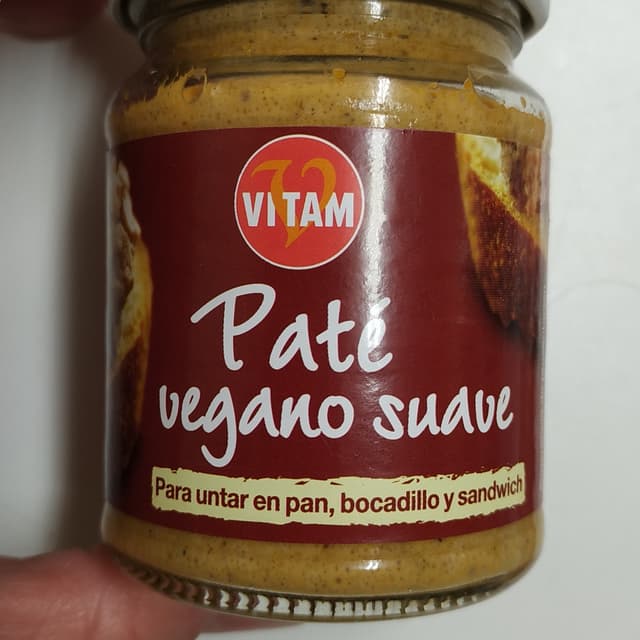 VITAM
Paté
vegano suave
Para untar en pan, bocadillo y sandwich